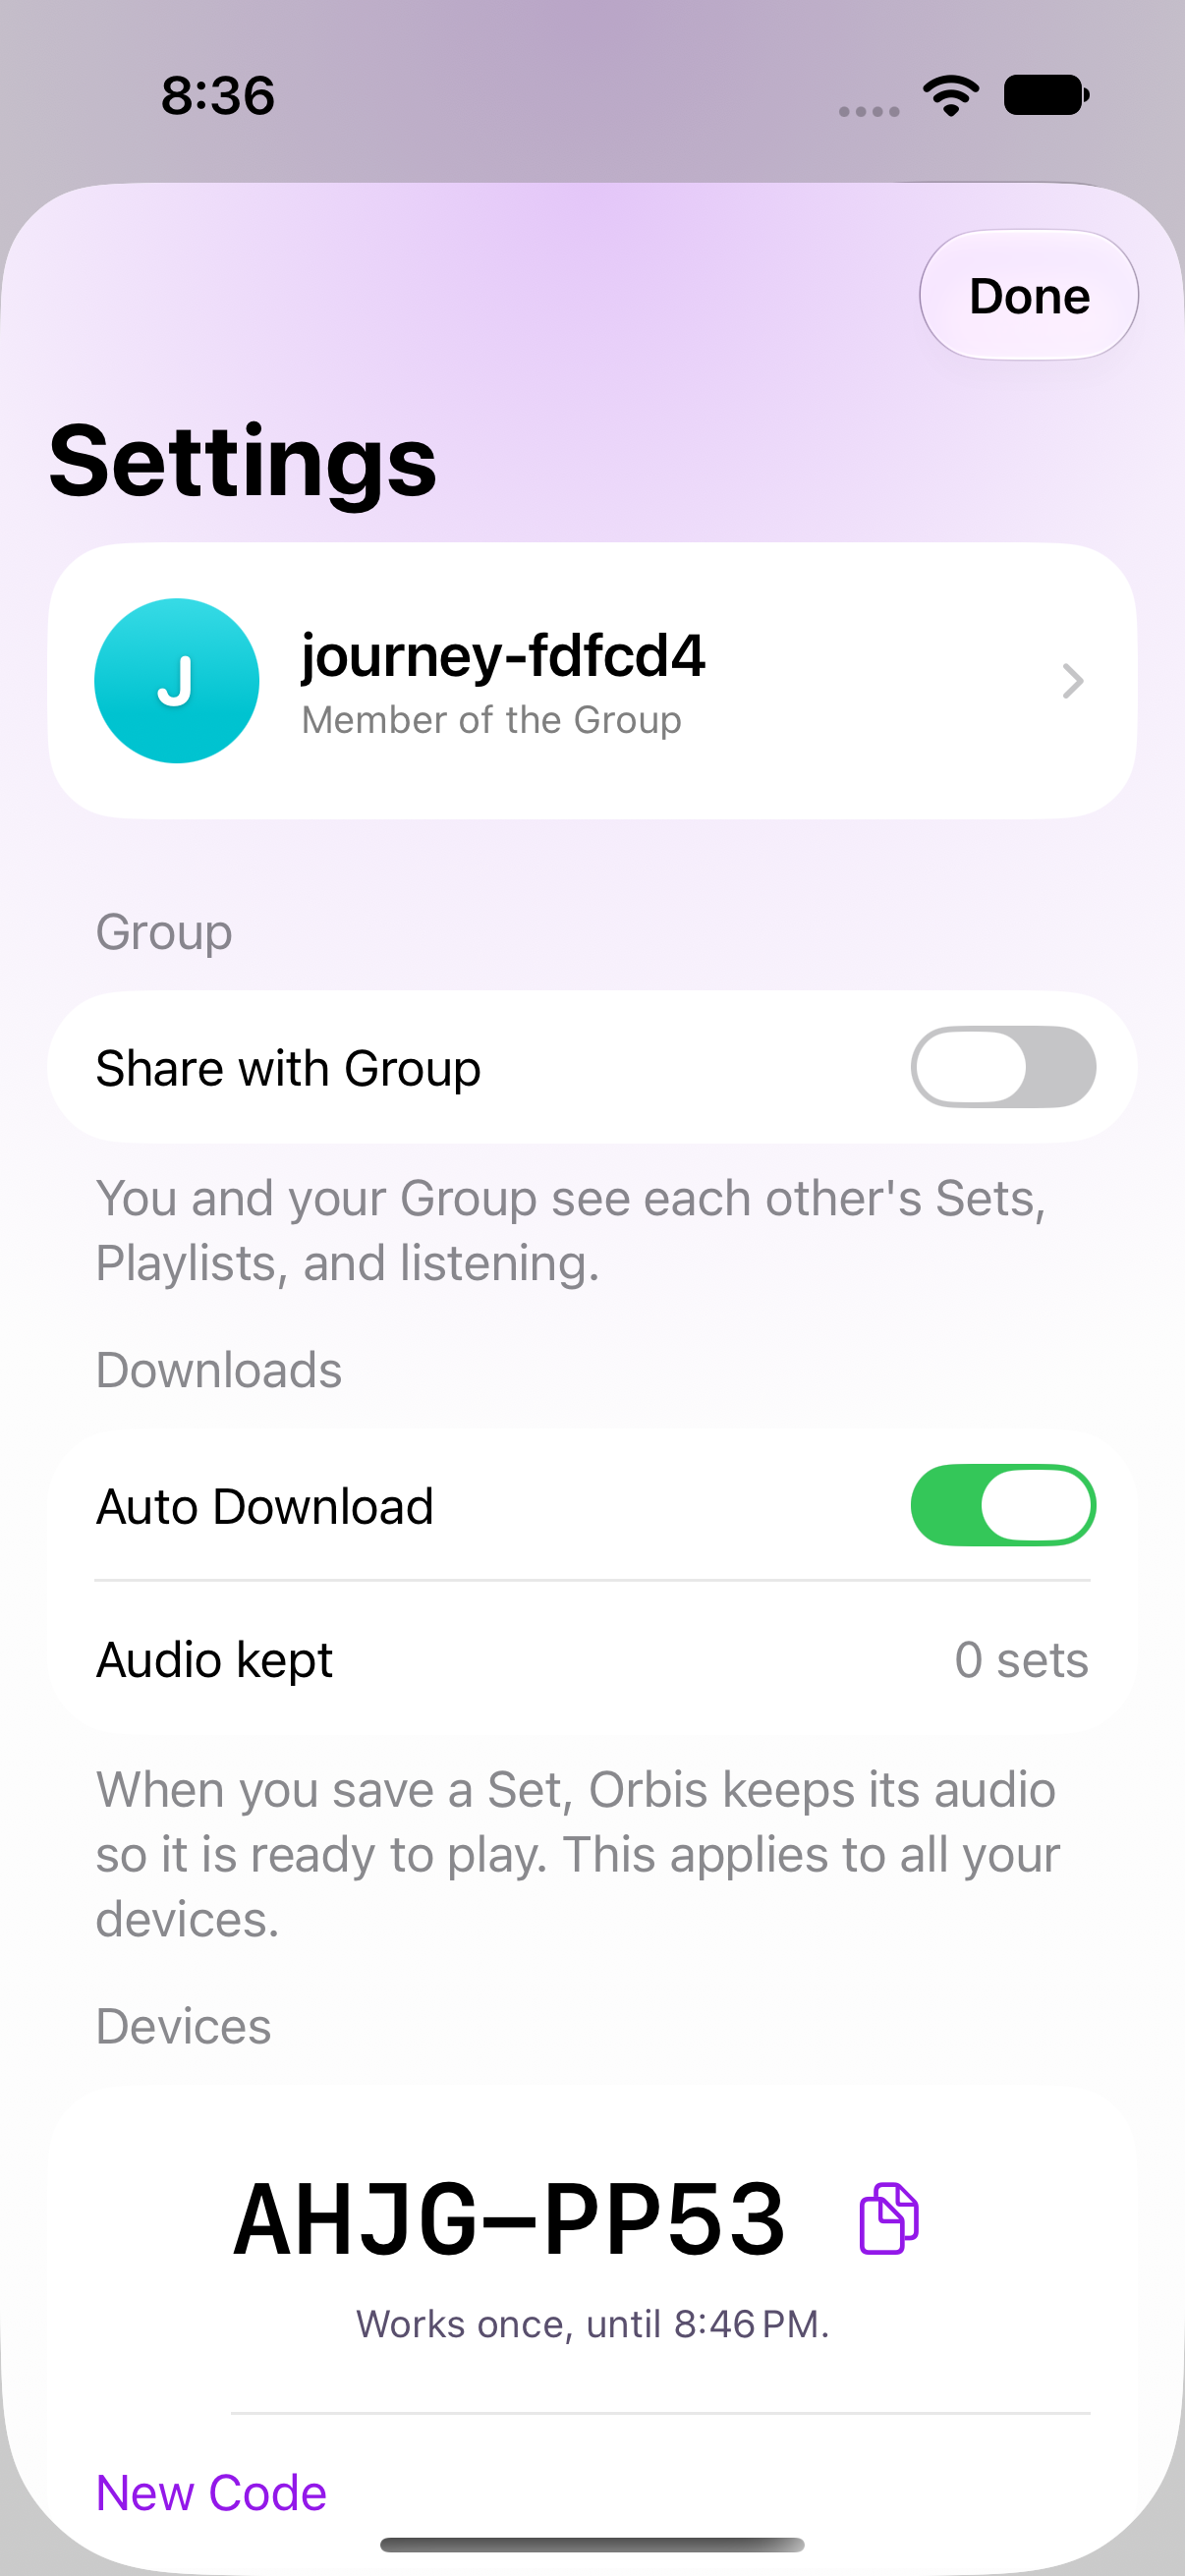 8:36
Done
Settings
J
journey-fdfcd4
Member of the Group
Group
Share with Group
You and your Group see each other's Sets,
Playlists, and listening.
Downloads
Auto Download
Audio kept
0 sets
When you save a Set, Orbis keeps its audio
so it is ready to play. This applies to all your
devices.
Devices
AHJG–PP53
Works once, until 8:46 PM.
New Code